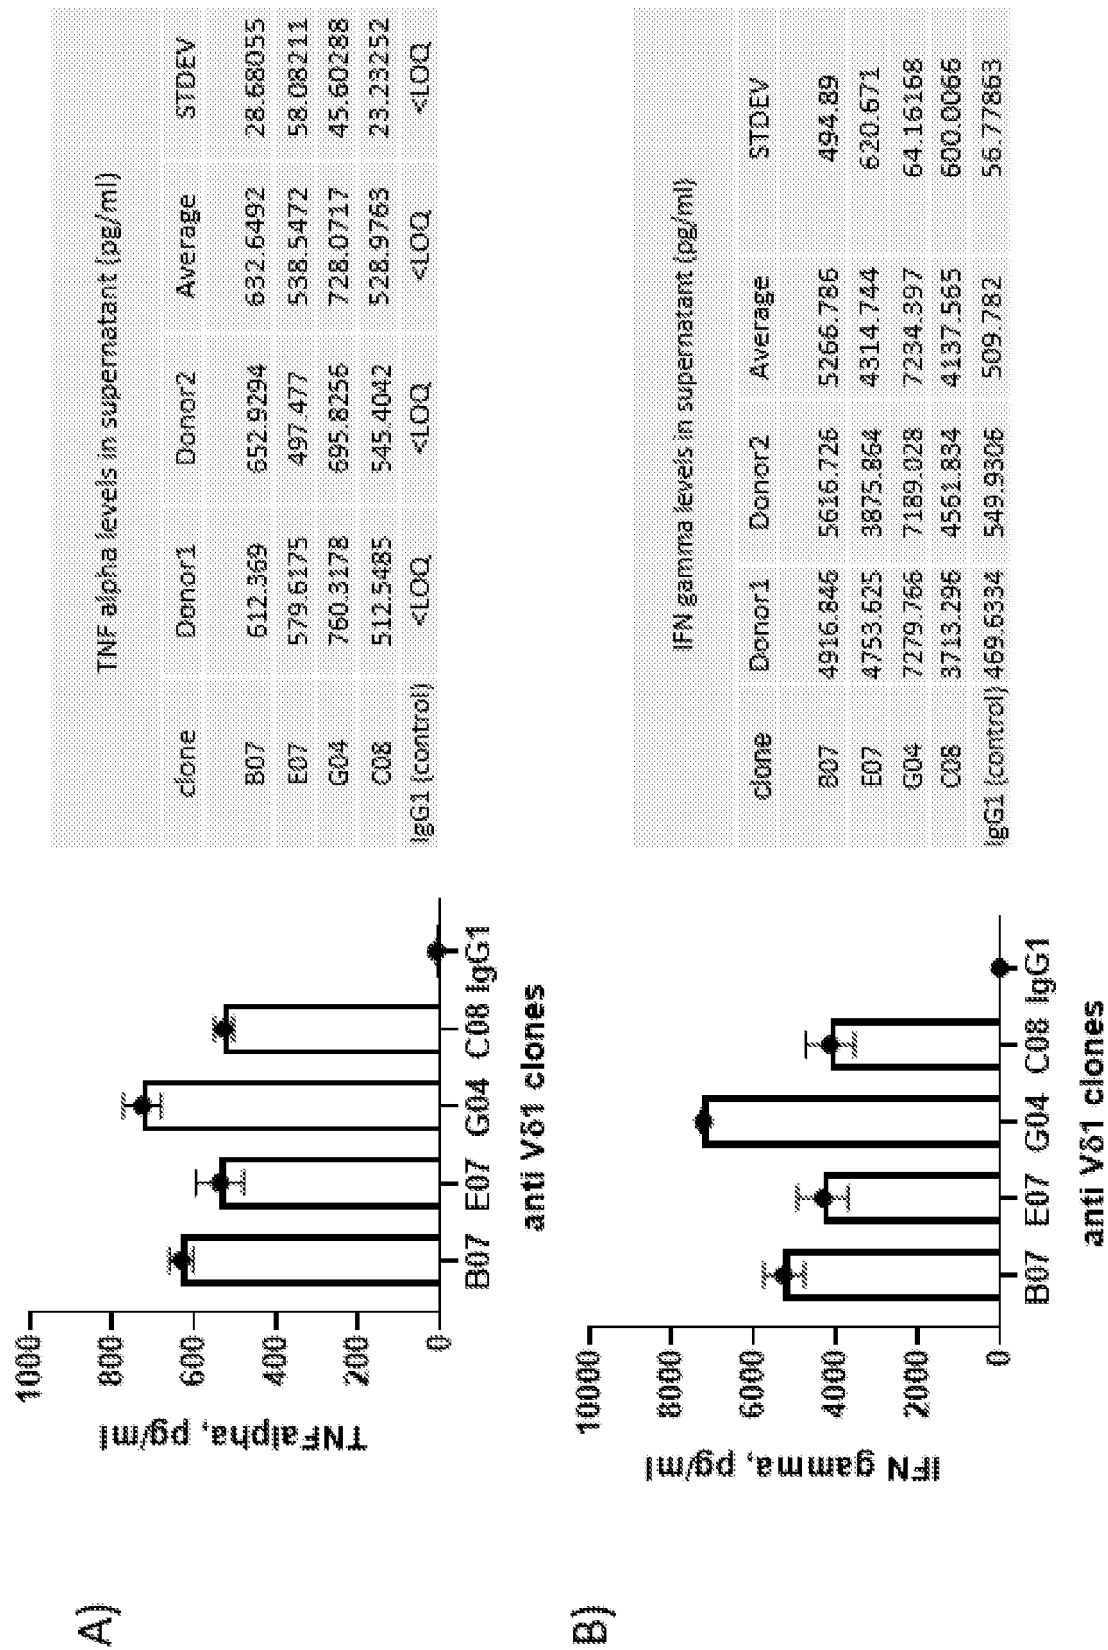 A)
TNF alpha, pg/ml
1000
800
600
400
200
0
B07 E07 G04 C08 IgG1
anti Vδ1 clones
TNF alpha levels in supernatant (pg/ml)
clone Donor1 Donor2 Average STDEV
B07 612.369 652.9294 632.6492 28.68055
E07 579.6175 497.477 538.5472 58.08211
G04 760.3178 695.8256 728.0717 45.60288
C08 512.5485 545.4042 528.9763 23.23252
IgG1 (control) <LOQ <LOQ <LOQ <LOQ
B)
IFN gamma, pg/ml
10000
8000
6000
4000
2000
0
B07 E07 G04 C08 IgG1
anti Vδ1 clones
IFN gamma levels in supernatant (pg/ml)
clone Donor1 Donor2 Average STDEV
B07 4916.846 5616.726 5266.786 494.89
E07 4753.625 3875.864 4314.744 620.671
G04 7279.766 7189.028 7234.397 64.16168
C08 3713.296 4561.834 4137.565 600.0066
IgG1 (control) 469.6334 549.9306 509.782 56.77863